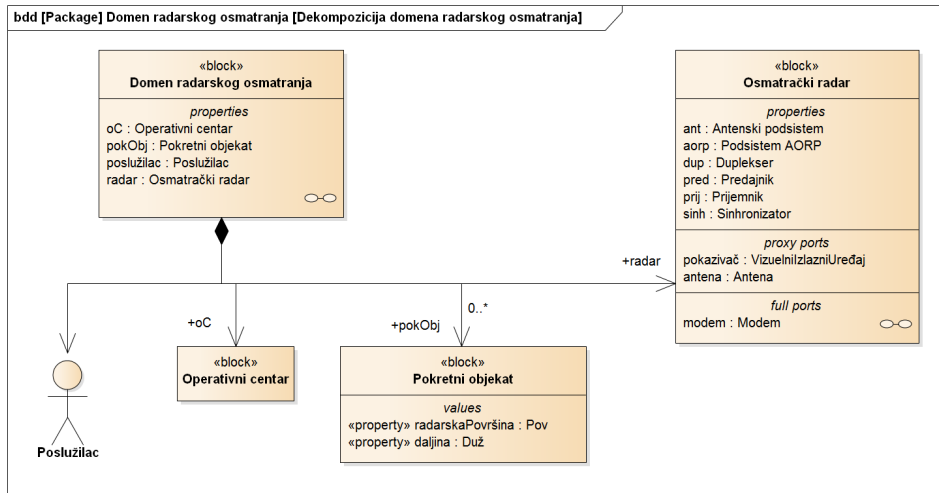 bdd [Package] Domen radarskog osmatranja [Dekompozicija domena radarskog osmatranja]
«block»
Domen radarskog osmatranja
properties
oC : Operativni centar
pokObj : Pokretni objekat
poslužilac : Poslužilac
radar : Osmatrački radar
«block»
Osmatrački radar
properties
ant : Antenski podsistem
aorp : Podsistem AORP
dup : Duplekser
pred : Predajnik
prij : Prijemnik
sinh : Sinhronizator
proxy ports
pokazivač : VizuelniIzlazniUređaj
antena : Antena
full ports
modem : Modem
+radar
+oC
0..*
+pokObj
Poslužilac
«block»
Operativni centar
«block»
Pokretni objekat
values
«property» radarskaPovršina : Pov
«property» daljina : Duž